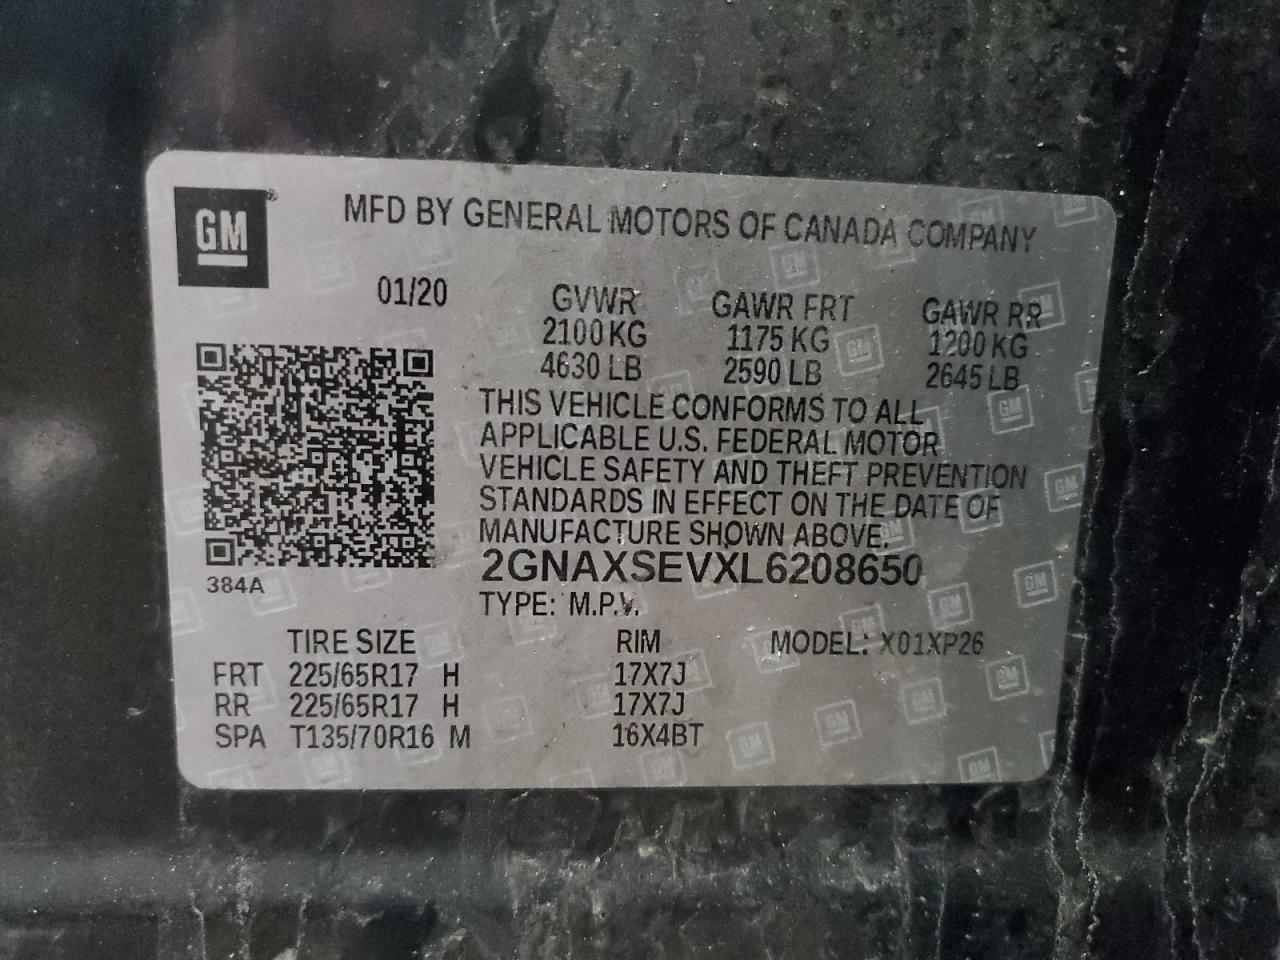 GM ®
MFD BY GENERAL MOTORS OF CANADA COMPANY
01/20 GVWR GAWR FRT GAWR RR
2100 KG 1175 KG 1200 KG
4630 LB 2590 LB 2645 LB
THIS VEHICLE CONFORMS TO ALL
APPLICABLE U.S. FEDERAL MOTOR
VEHICLE SAFETY AND THEFT PREVENTION
STANDARDS IN EFFECT ON THE DATE OF
MANUFACTURE SHOWN ABOVE.
2GNAXSEVXL6208650
384A
TYPE: M.P.V.
TIRE SIZE RIM MODEL: X01XP26
FRT 225/65R17 H 17X7J
RR 225/65R17 H 17X7J
SPA T135/70R16 M 16X4BT